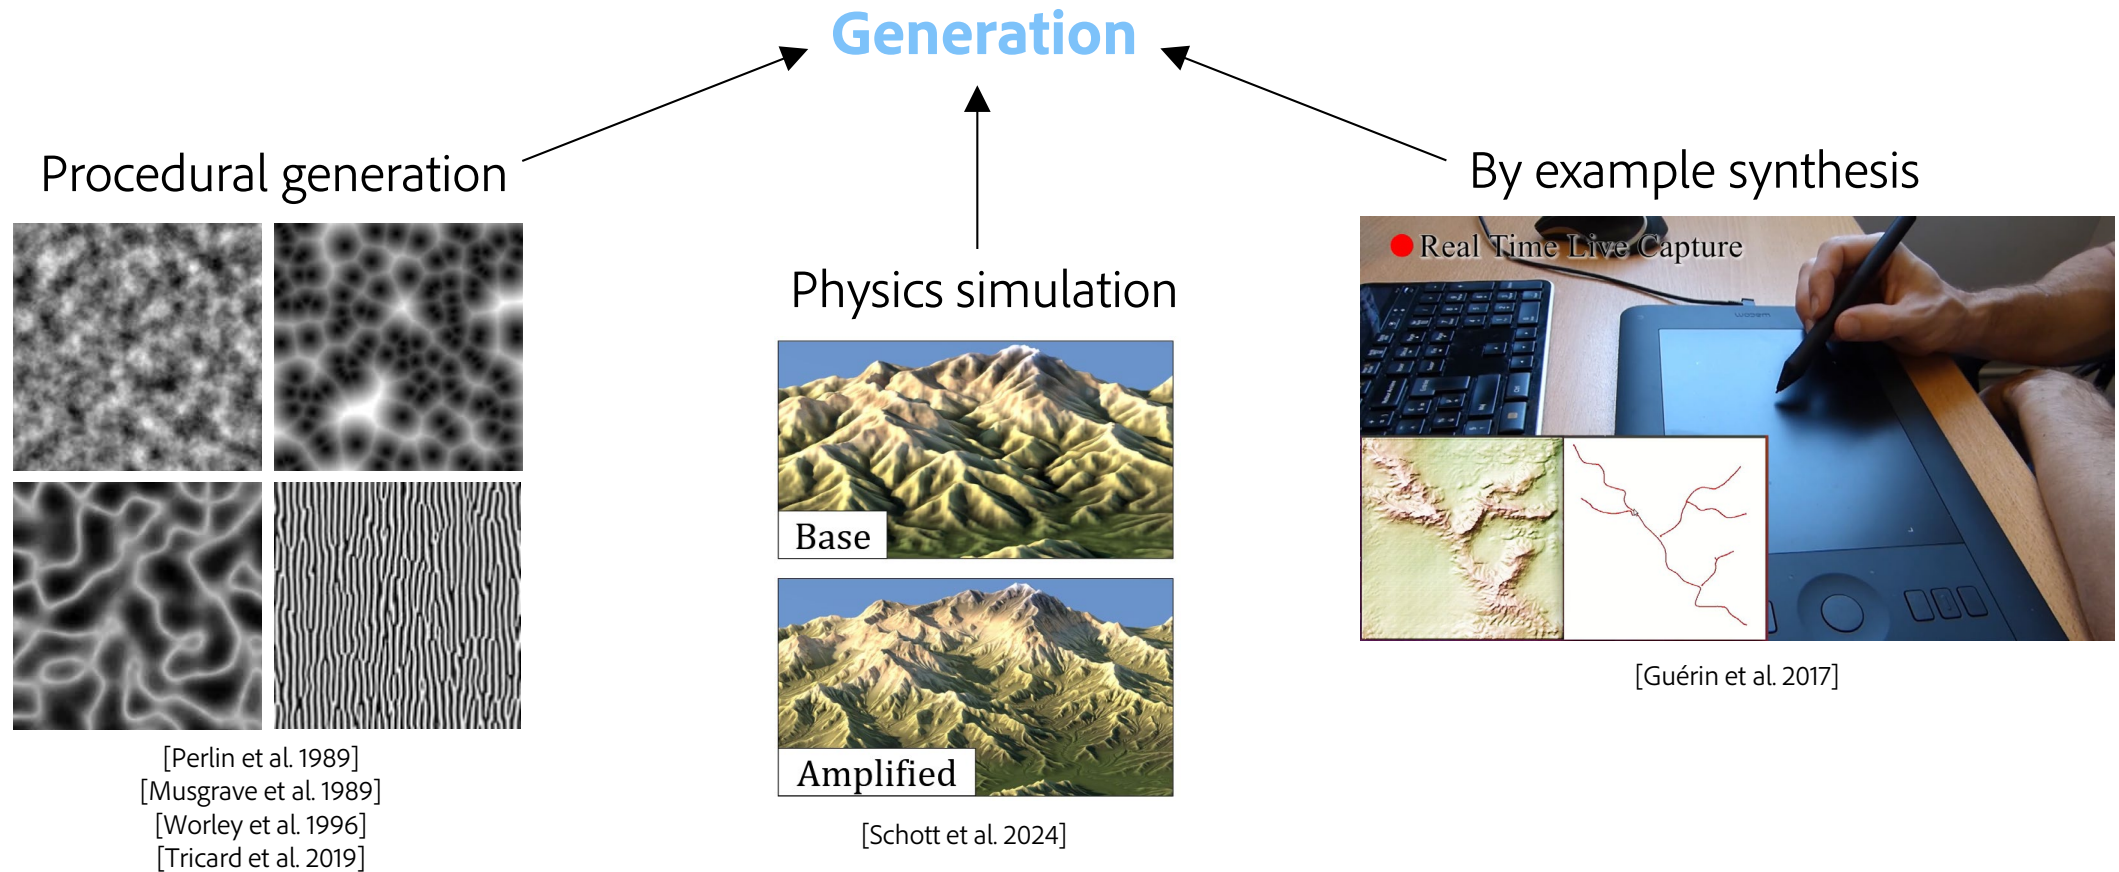 Generation
Procedural generation
By example synthesis
Real Time Live Capture
Physics simulation
Base
Amplified
wacom
[Guérin et al. 2017]
[Perlin et al. 1989]
[Musgrave et al. 1989]
[Worley et al. 1996]
[Tricard et al. 2019]
[Schott et al. 2024]